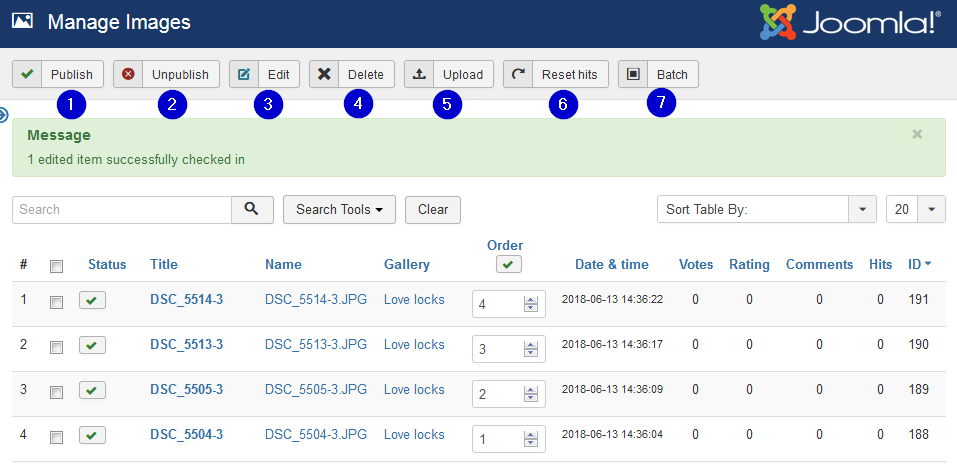 Manage Images
Joomla!®
Publish Unpublish Edit Delete Upload Reset hits Batch
1 2 3 4 5 6 7
Message ×
1 edited item successfully checked in
Search Search Tools Clear Sort Table By: 20
Order
# Status Title Name Gallery Date & time Votes Rating Comments Hits ID
1 DSC_5514-3 DSC_5514-3.JPG Love locks 4 2018-06-13 14:36:22 0 0 0 0 191
2 DSC_5513-3 DSC_5513-3.JPG Love locks 3 2018-06-13 14:36:17 0 0 0 0 190
3 DSC_5505-3 DSC_5505-3.JPG Love locks 2 2018-06-13 14:36:09 0 0 0 0 189
4 DSC_5504-3 DSC_5504-3.JPG Love locks 1 2018-06-13 14:36:04 0 0 0 0 188